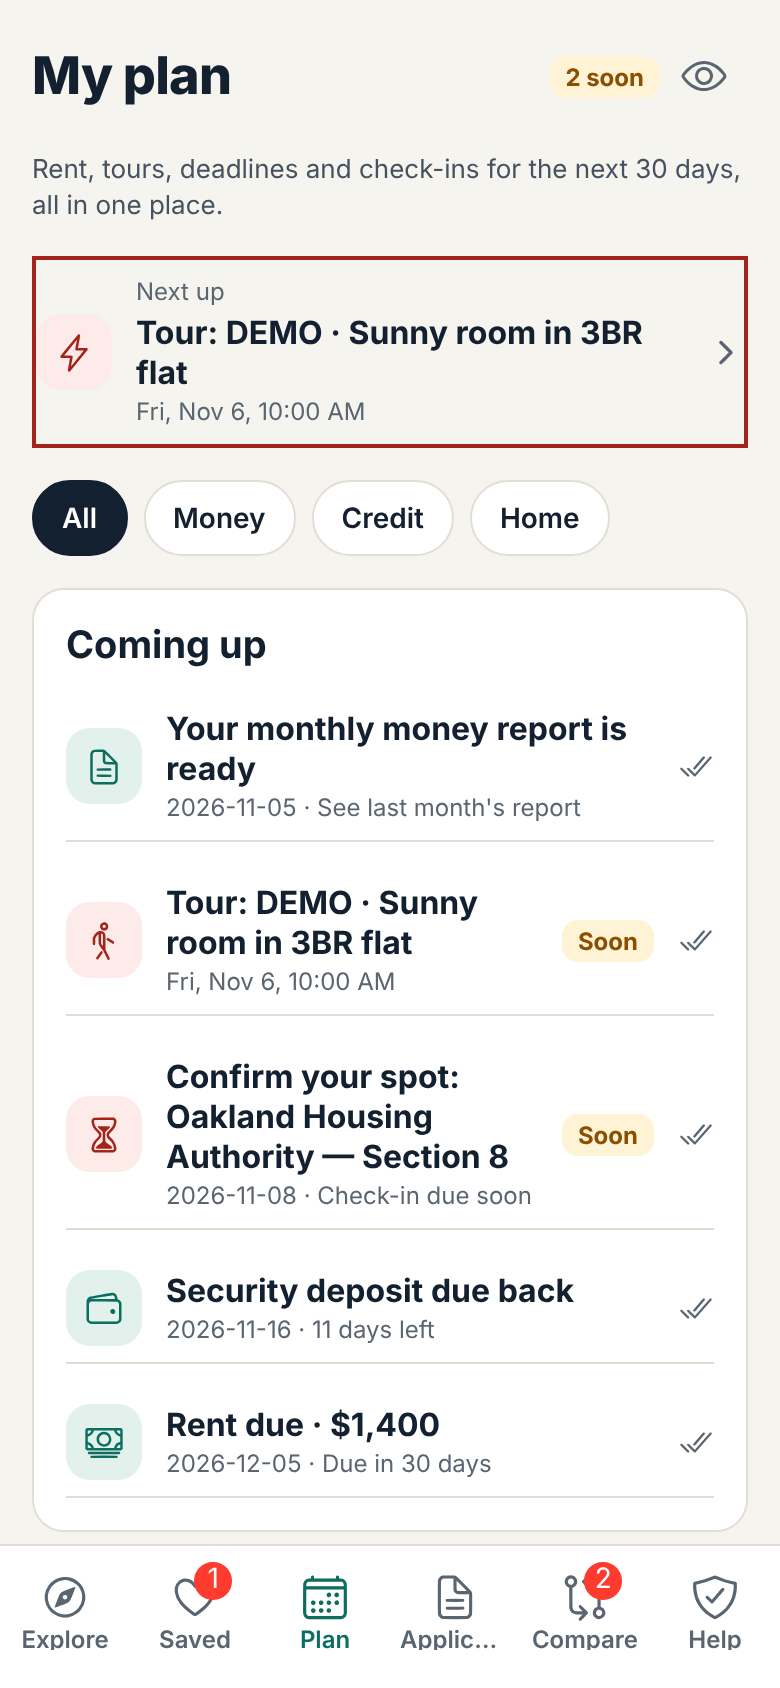 My plan
2 soon
Rent, tours, deadlines and check-ins for the next 30 days,
all in one place.
Next up
Tour: DEMO · Sunny room in 3BR
flat
Fri, Nov 6, 10:00 AM
All
Money
Credit
Home
Coming up
Your monthly money report is
ready
2026-11-05 · See last month's report
Tour: DEMO · Sunny
room in 3BR flat
Fri, Nov 6, 10:00 AM
Soon
Confirm your spot:
Oakland Housing
Authority — Section 8
2026-11-08 · Check-in due soon
Soon
Security deposit due back
2026-11-16 · 11 days left
Rent due · $1,400
2026-12-05 · Due in 30 days
Explore
1
Saved
Plan
Applic...
2
Compare
Help